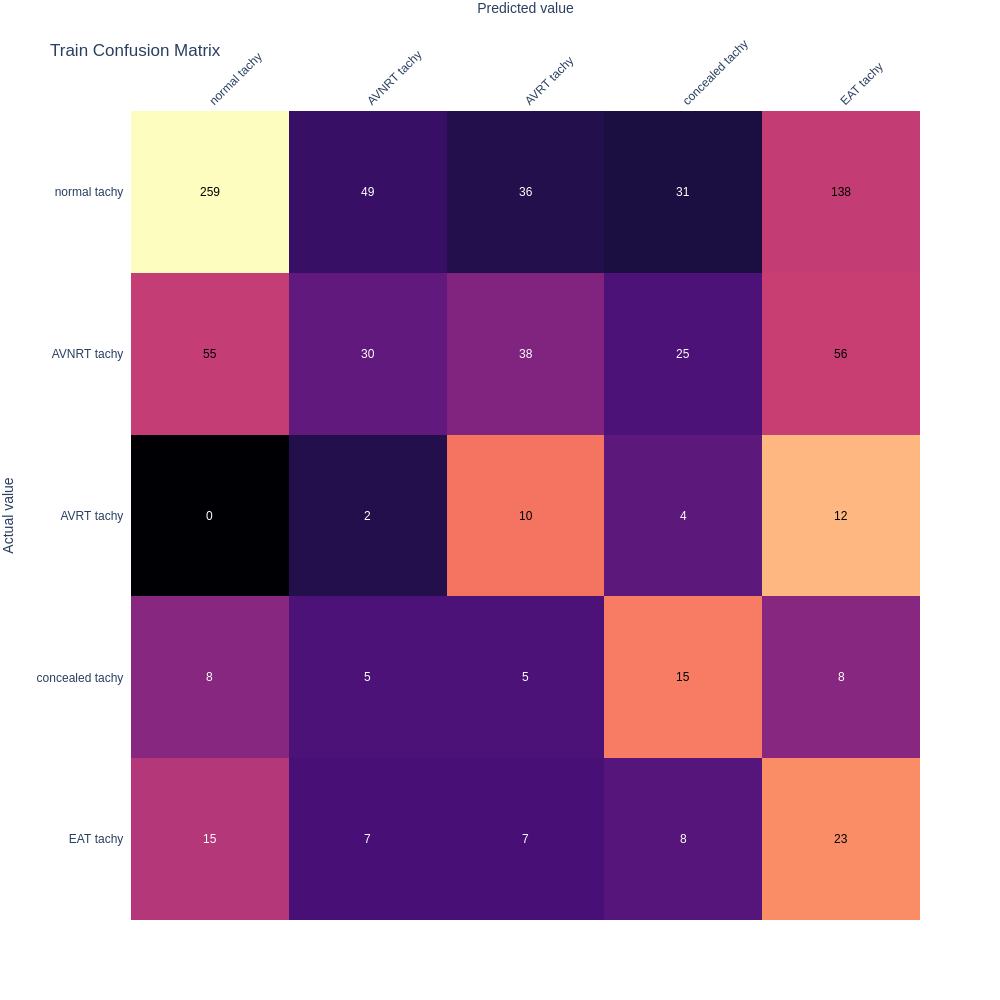 Predicted value
Train Confusion Matrix
normal tachy AVNRT tachy AVRT tachy concealed tachy EAT tachy
normal tachy 259 49 36 31 138
AVNRT tachy 55 30 38 25 56
Actual value
AVRT tachy 0 2 10 4 12
concealed tachy 8 5 5 15 8
EAT tachy 15 7 7 8 23